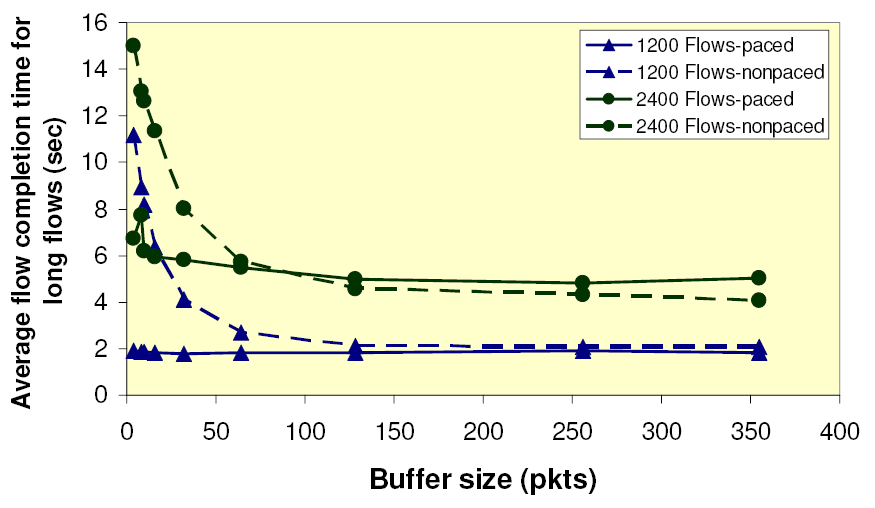 Average flow completion time for
long flows (sec)
16
14
12
10
8
6
4
2
0
1200 Flows-paced
1200 Flows-nonpaced
2400 Flows-paced
2400 Flows-nonpaced
0 50 100 150 200 250 300 350 400
Buffer size (pkts)